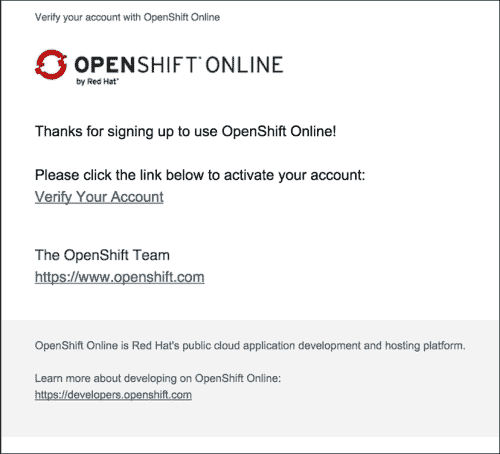 Verify your account with OpenShift Online
OPENSHIFT ONLINE
by Red Hat
Thanks for signing up to use OpenShift Online!
Please click the link below to activate your account:
Verify Your Account
The OpenShift Team
https://www.openshift.com
OpenShift Online is Red Hat's public cloud application development and hosting platform.
Learn more about developing on OpenShift Online:
https://developers.openshift.com